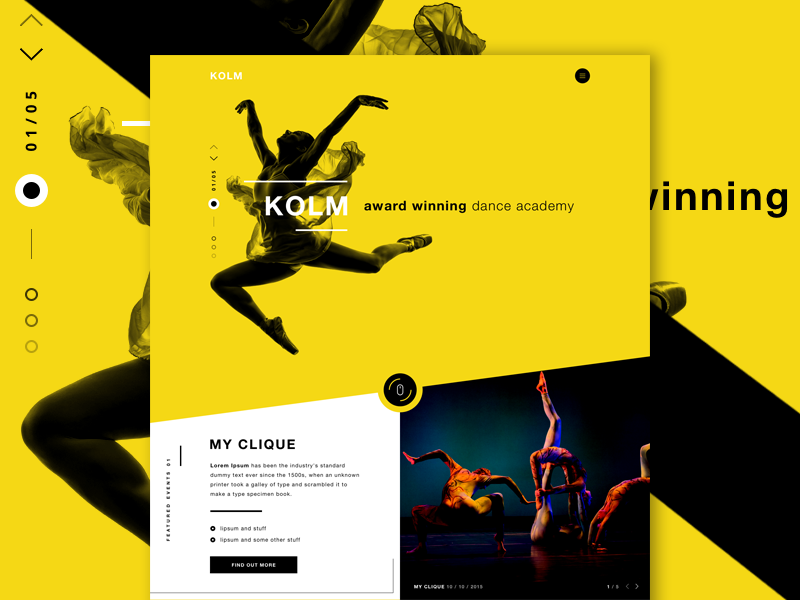 01/05
winning
KOLM
01/05
KOLM
award winning dance academy
FEATURED EVENTS 01
MY CLIQUE
Lorem Ipsum has been the industry's standard
dummy text ever since the 1500s, when an unknown
printer took a galley of type and scrambled it to
make a type specimen book.
lipsum and stuff
lipsum and some other stuff
FIND OUT MORE
MY CLIQUE 10 / 10 / 2015
1 / 5